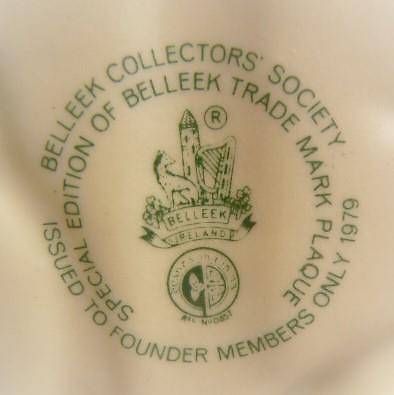 BELLEEK COLLECTORS' SOCIETY
SPECIAL EDITION OF BELLEEK TRADE MARK PLAQUE
ISSUED TO FOUNDER MEMBERS ONLY 1979
®
BELLEEK
IRELAND